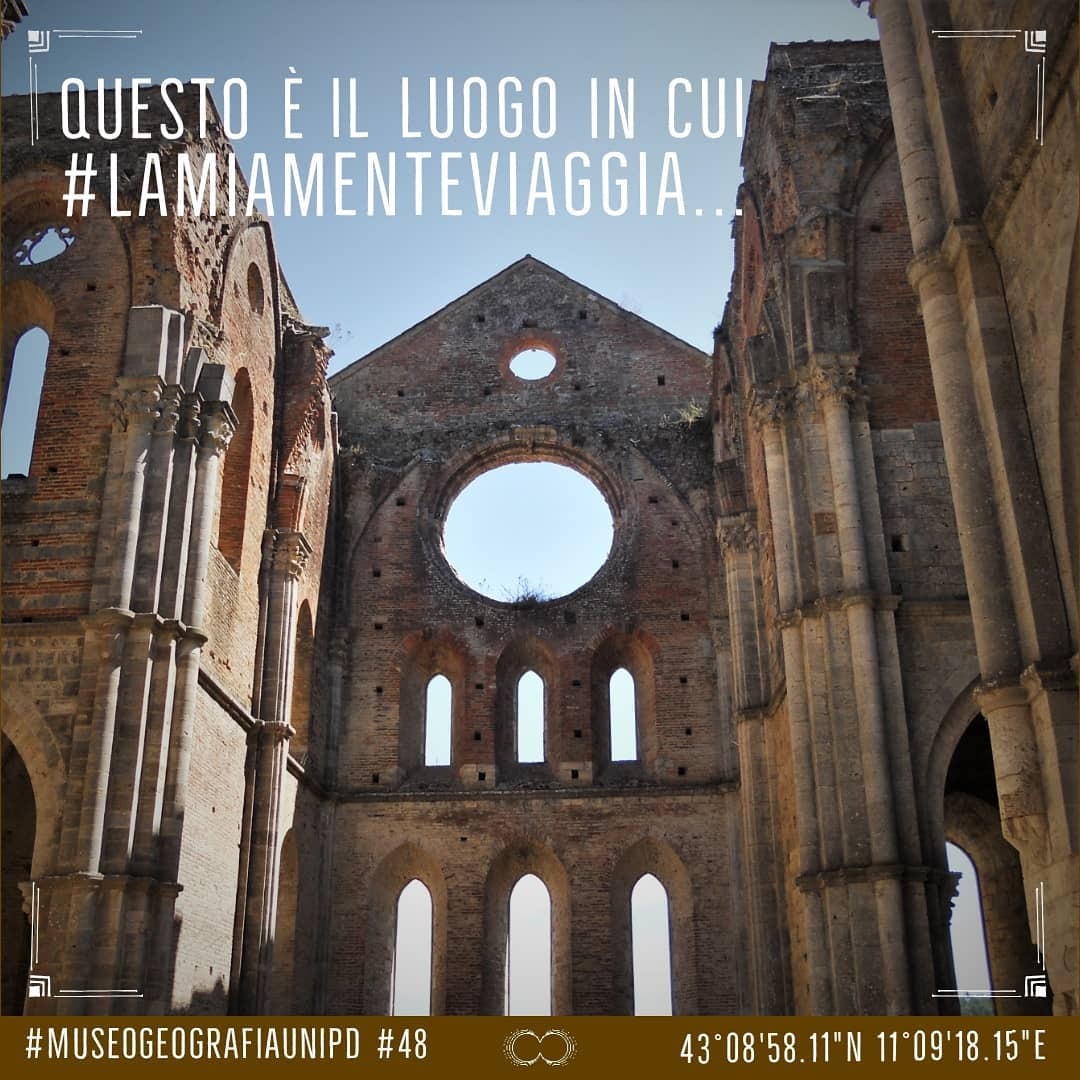 QUESTO È IL LUOGO IN CUI
#LAMIAMENTEVIAGGIA...
#MUSEOGEOGRAFIAUNIPD #48
43°08'58.11"N 11°09'18.15"E